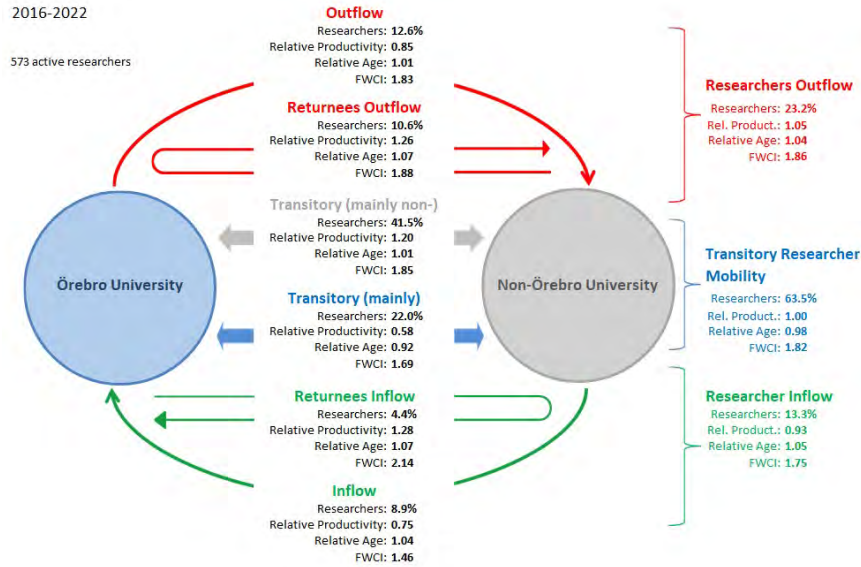 2016-2022
573 active researchers
Outflow
Researchers: 12.6%
Relative Productivity: 0.85
Relative Age: 1.01
FWCI: 1.83
Returnees Outflow
Researchers: 10.6%
Relative Productivity: 1.26
Relative Age: 1.07
FWCI: 1.88
Transitory (mainly non-)
Researchers: 41.5%
Relative Productivity: 1.20
Relative Age: 1.01
FWCI: 1.85
Örebro University
Non-Örebro University
Transitory (mainly)
Researchers: 22.0%
Relative Productivity: 0.58
Relative Age: 0.92
FWCI: 1.69
Returnees Inflow
Researchers: 4.4%
Relative Productivity: 1.28
Relative Age: 1.07
FWCI: 2.14
Inflow
Researchers: 8.9%
Relative Productivity: 0.75
Relative Age: 1.04
FWCI: 1.46
Researchers Outflow
Researchers: 23.2%
Rel. Product.: 1.05
Relative Age: 1.04
FWCI: 1.86
Transitory Researcher
Mobility
Researchers: 63.5%
Rel. Product.: 1.00
Relative Age: 0.98
FWCI: 1.82
Researcher Inflow
Researchers: 13.3%
Rel. Product.: 0.93
Relative Age: 1.05
FWCI: 1.75